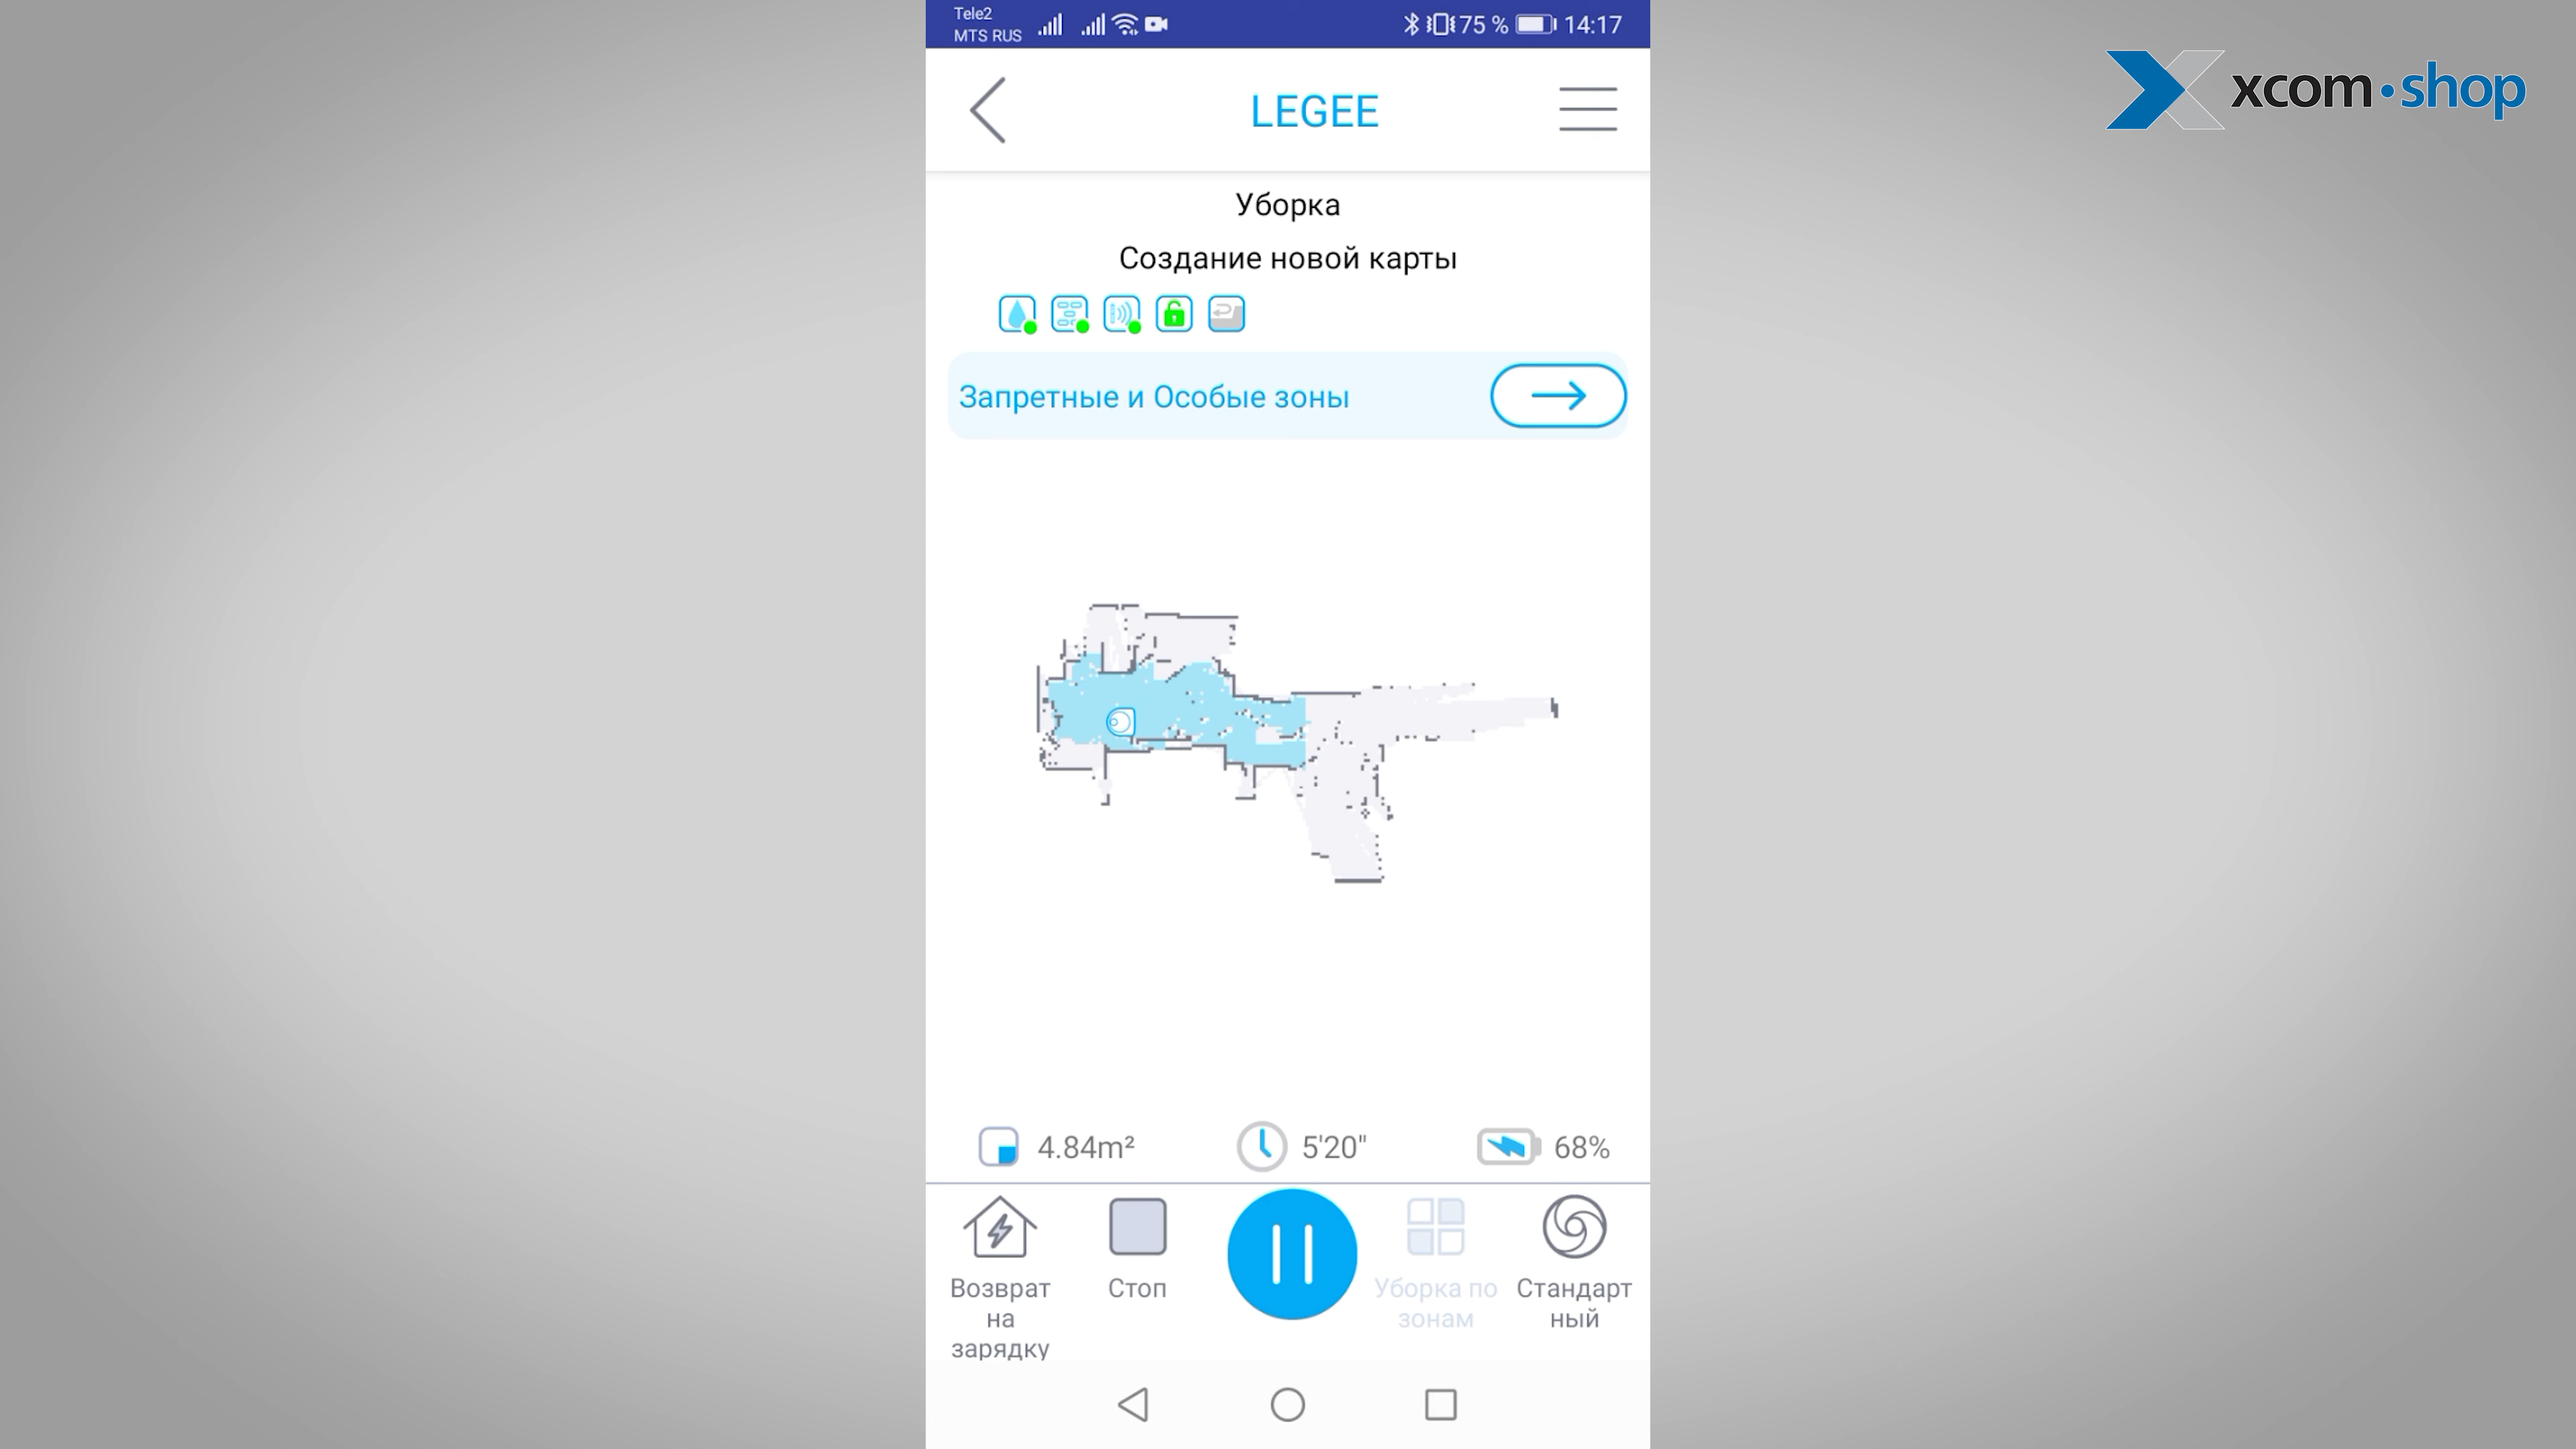 Tele2
MTS RUS
75 %
14:17
xcom•shop
LEGEE
Уборка
Создание новой карты
Запретные и Особые зоны
4.84m²
5'20"
68%
Возврат
на
зарядку
Стоп
Уборка по
зонам
Стандарт
ный